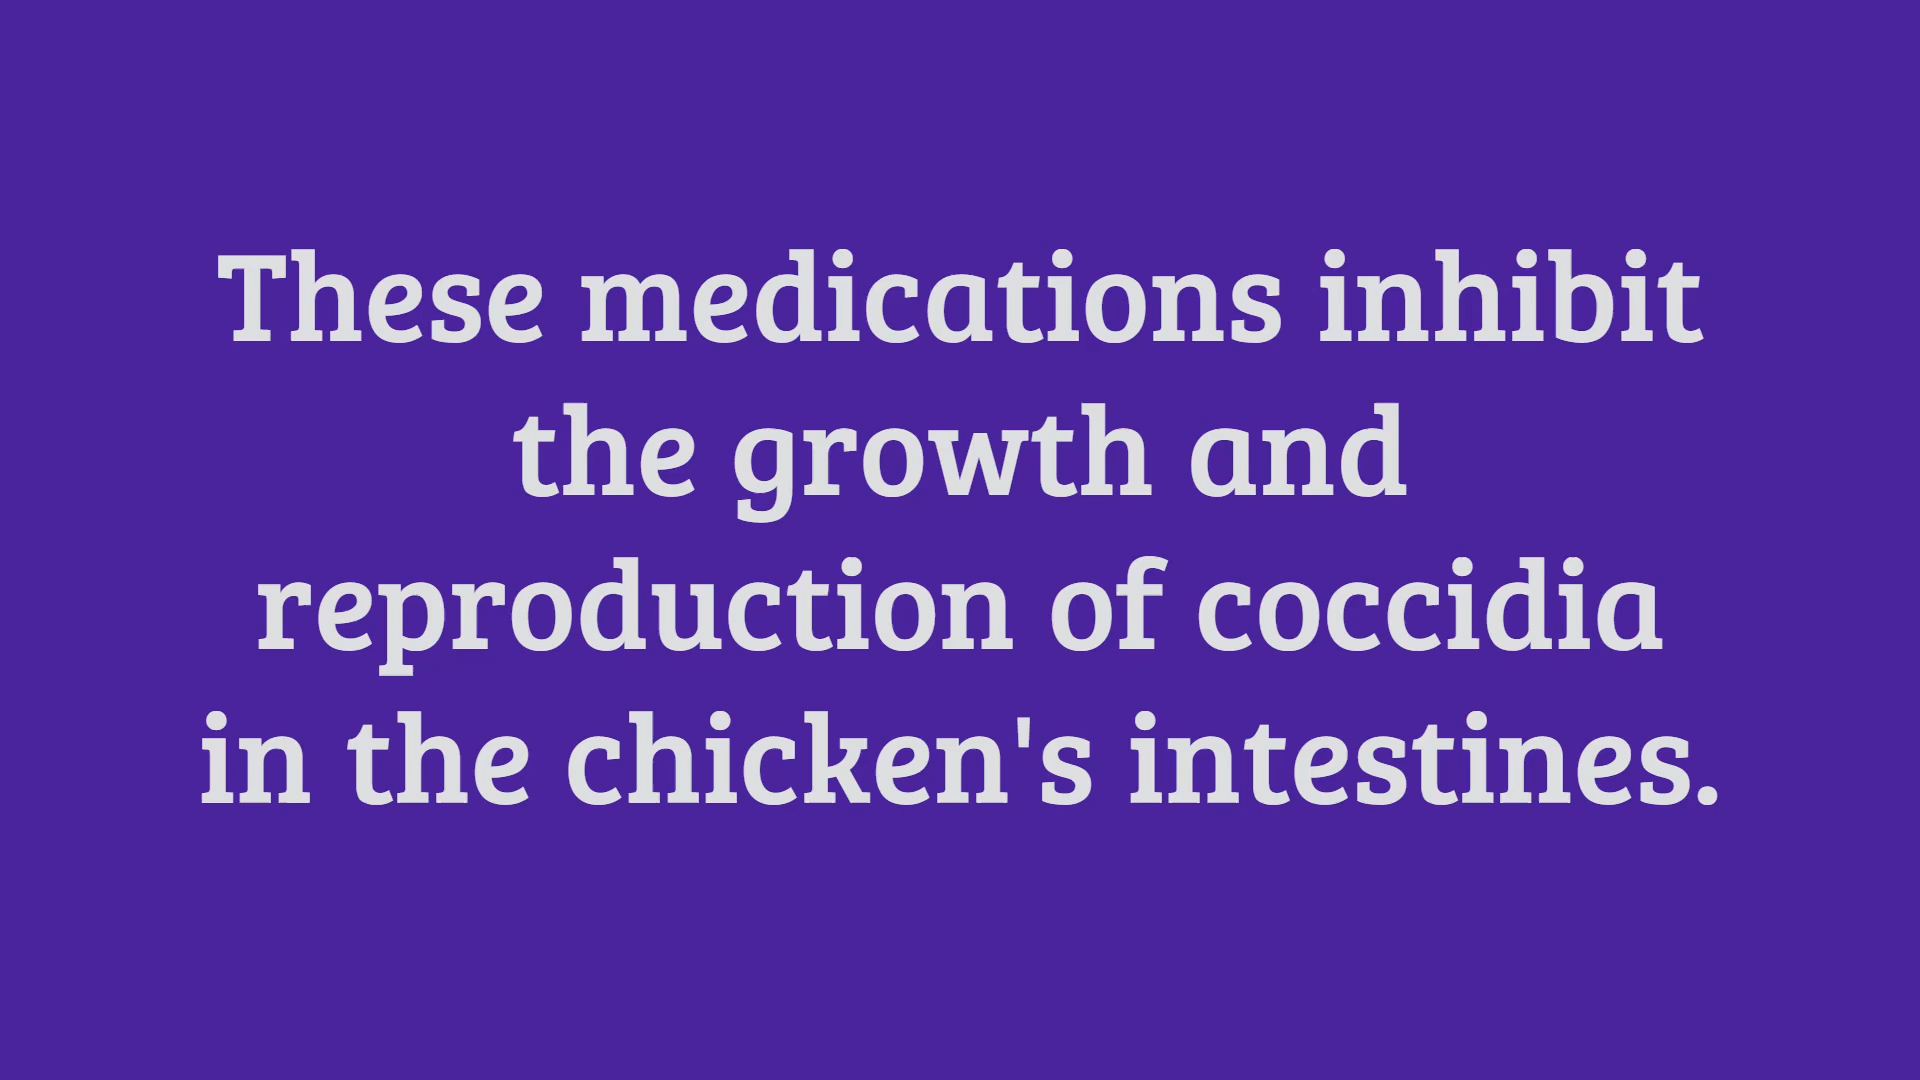 These medications inhibit
the growth and
reproduction of coccidia
in the chicken's intestines.